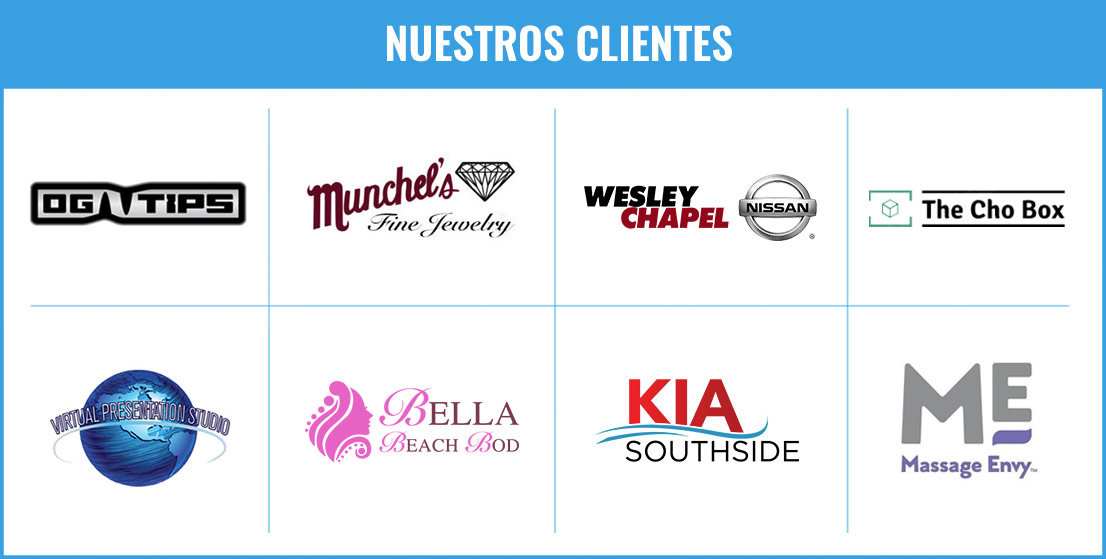 NUESTROS CLIENTES
OG TIPS
Munchel's
Fine Jewelry
WESLEY
CHAPEL
NISSAN
®
The Cho Box
VIRTUAL PRESENTATION STUDIO
BELLA
BEACH BOD
KIA
SOUTHSIDE
ME
Massage Envy™